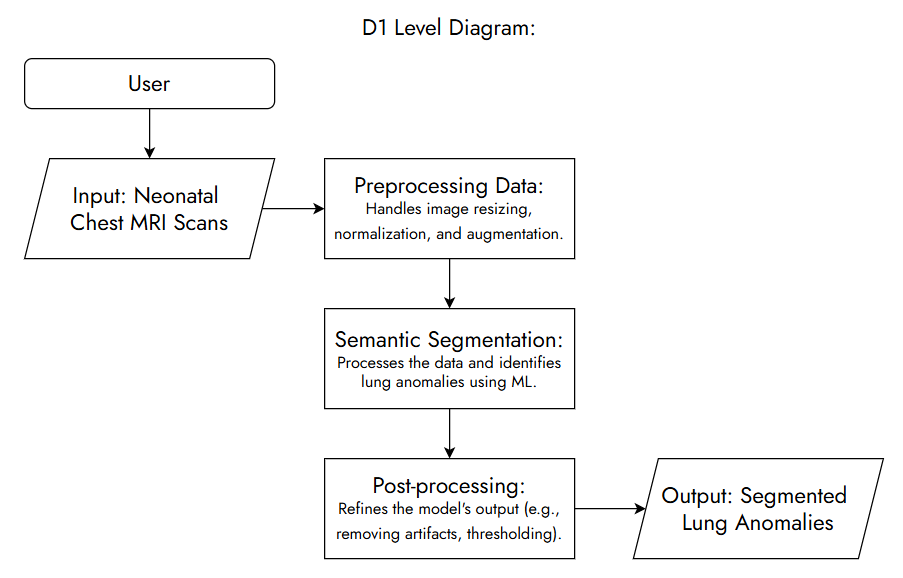 D1 Level Diagram:
User
Input: Neonatal
Chest MRI Scans
Preprocessing Data:
Handles image resizing,
normalization, and augmentation.
Semantic Segmentation:
Processes the data and identifies
lung anomalies using ML.
Post-processing:
Refines the model's output (e.g.,
removing artifacts, thresholding).
Output: Segmented
Lung Anomalies